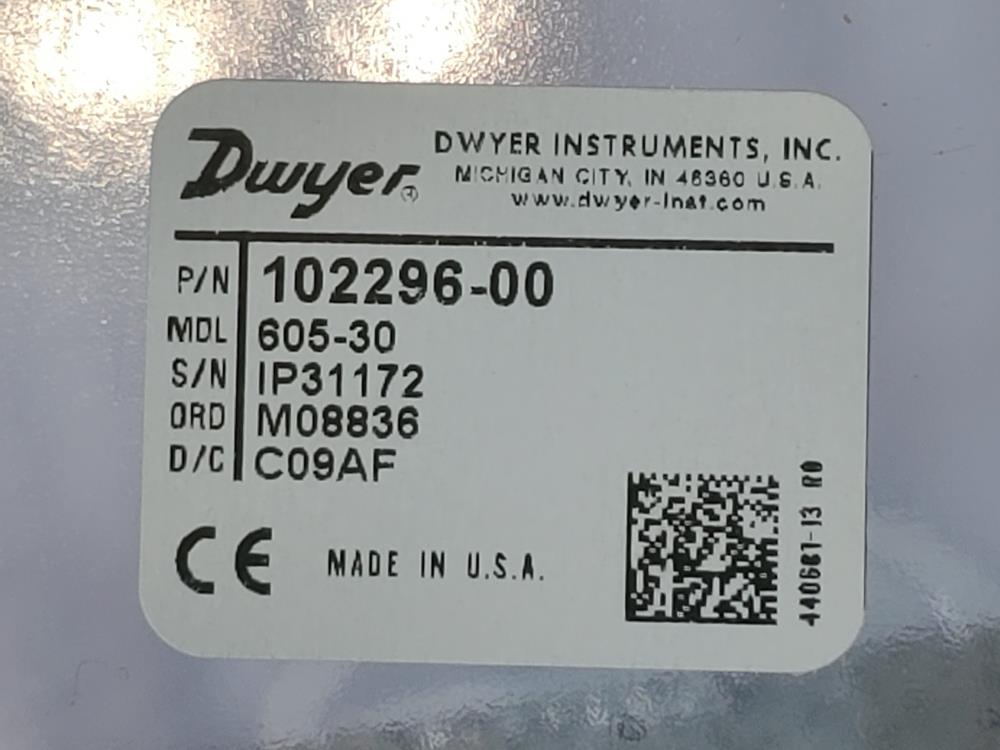 Dwyer®
DWYER INSTRUMENTS, INC.
MICHIGAN CITY, IN 46360 U.S.A.
www.dwyer-inst.com
P/N 102296-00
MDL 605-30
S/N IP31172
ORD M08836
D/C C09AF
CE MADE IN U.S.A.
440681-13 R0